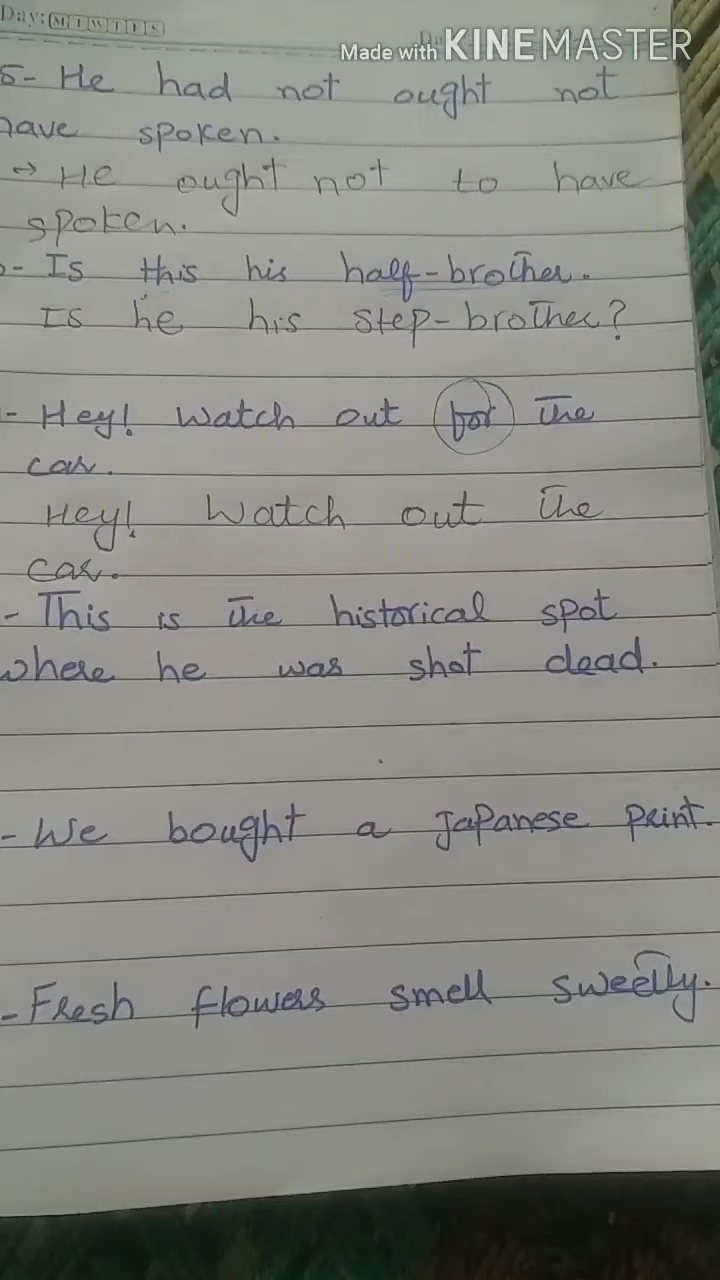 Day: M T W T F S
Made with KINEMASTER
5- He had not ought not
have spoken.
→ He ought not to have
spoken.
- Is this his half-brother.
Is he his step-brother?
- Hey! Watch out for the
car.
Hey! Watch out the
car.
- This is the historical spot
where he was shot dead.
- We bought a Japanese print.
- Fresh flowers smell sweetly.